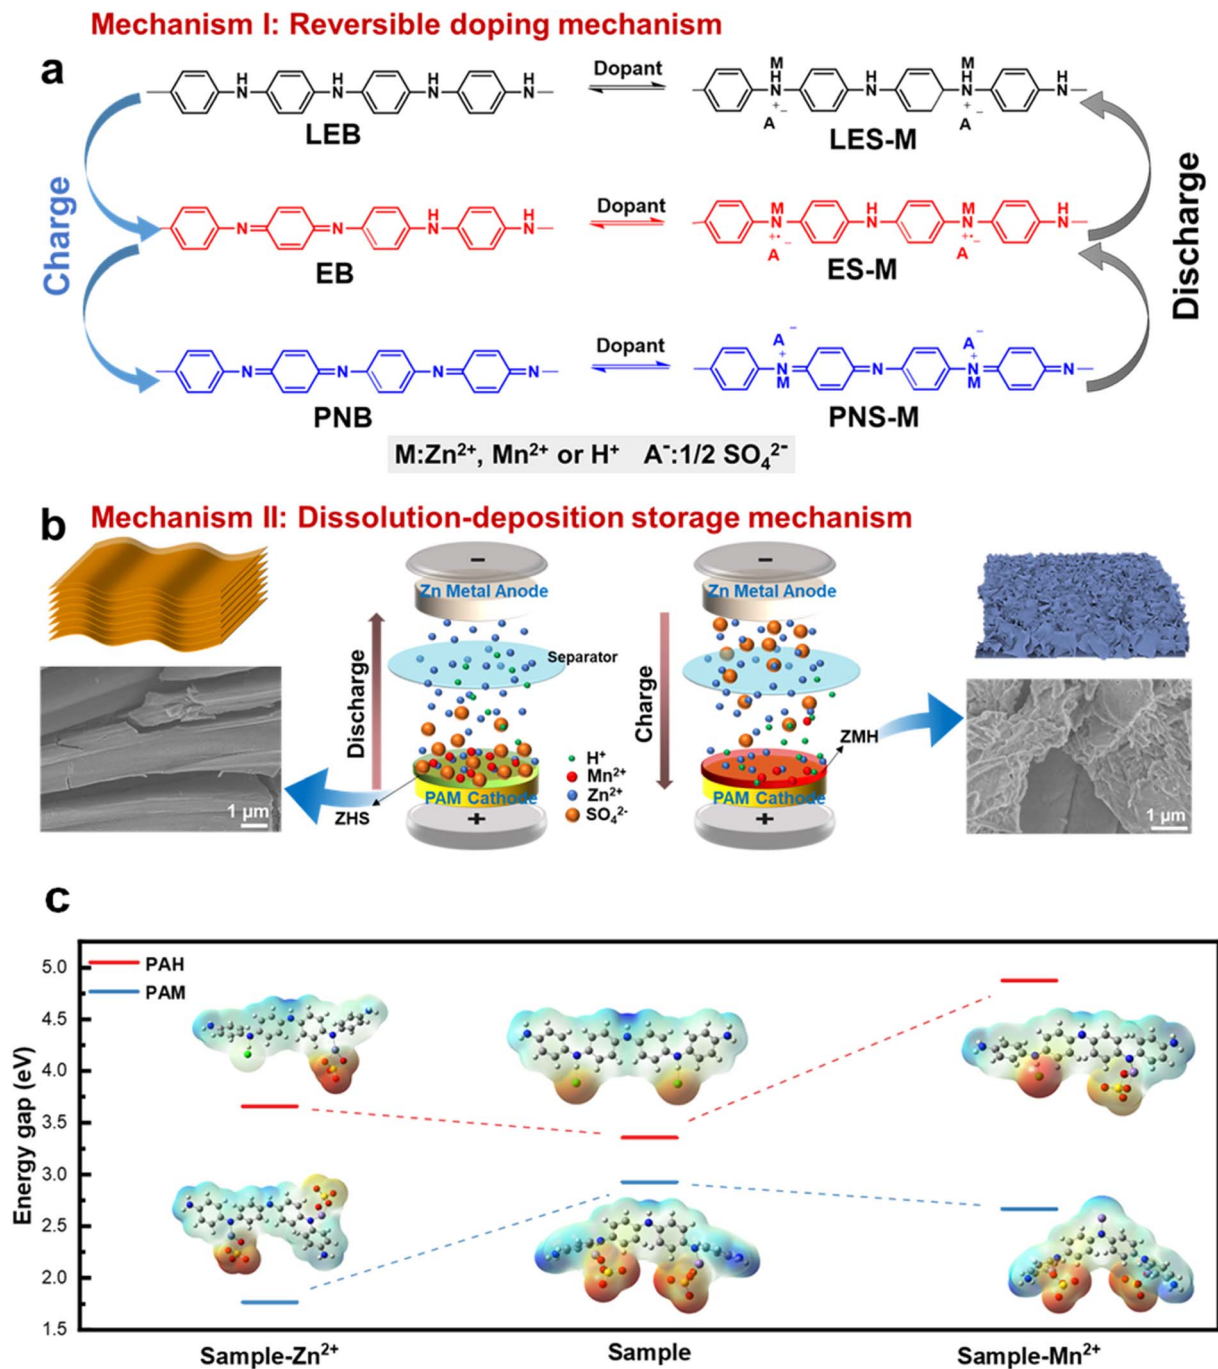 Mechanism I: Reversible doping mechanism
a
H H H H
N N N N
LEB
Dopant
M M
H H H H
N N N N
+ − + −
A A
LES-M
Charge
Discharge
H H
N N N N
EB
Dopant
M H M H
N N N N
+• − +• −
A A
ES-M
N N N N
PNB
Dopant
A − A −
+ +
N N N N
M M
PNS-M
M:Zn²⁺, Mn²⁺ or H⁺ A⁻:1/2 SO₄²⁻
b
Mechanism II: Dissolution-deposition storage mechanism
-
Zn Metal Anode
Separator
Discharge
PAM Cathode
+
ZHS
1 µm
H⁺
Mn²⁺
Zn²⁺
SO₄²⁻
-
Zn Metal Anode
Charge
ZMH
PAM Cathode
+
1 µm
c
PAH
PAM
Energy gap (eV)
5.0
4.5
4.0
3.5
3.0
2.5
2.0
1.5
Sample-Zn²⁺ Sample Sample-Mn²⁺